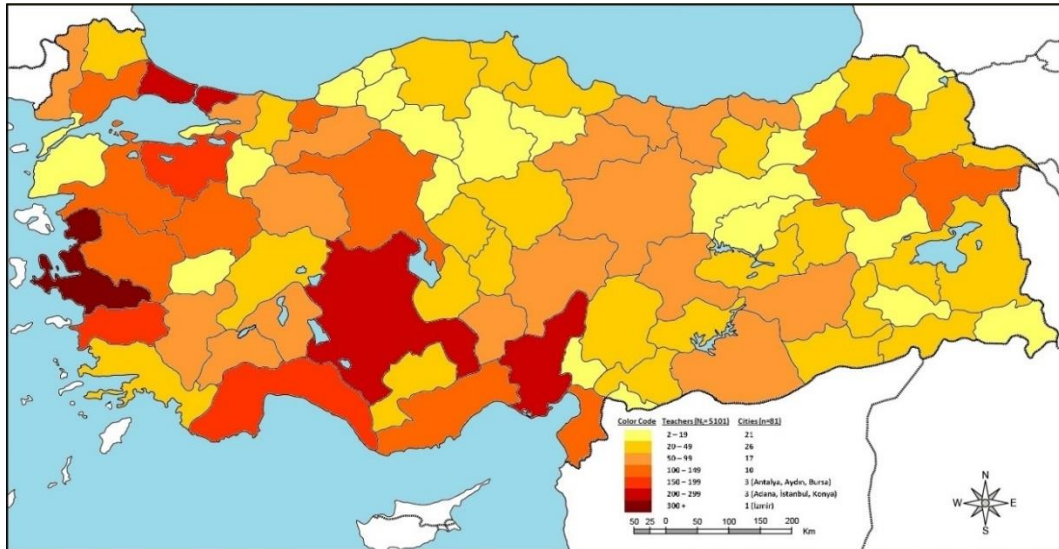 Color Code Teachers (N,= 5101) Cities (n=81)
2 – 19 21
20 – 49 26
50 – 99 17
100 – 149 10
150 – 199 3 (Antalya, Aydın, Bursa)
200 – 299 3 (Adana, İstanbul, Konya)
300 + 1 (İzmir)
50 25 0 50 100 150 200
Km
N
W E
S